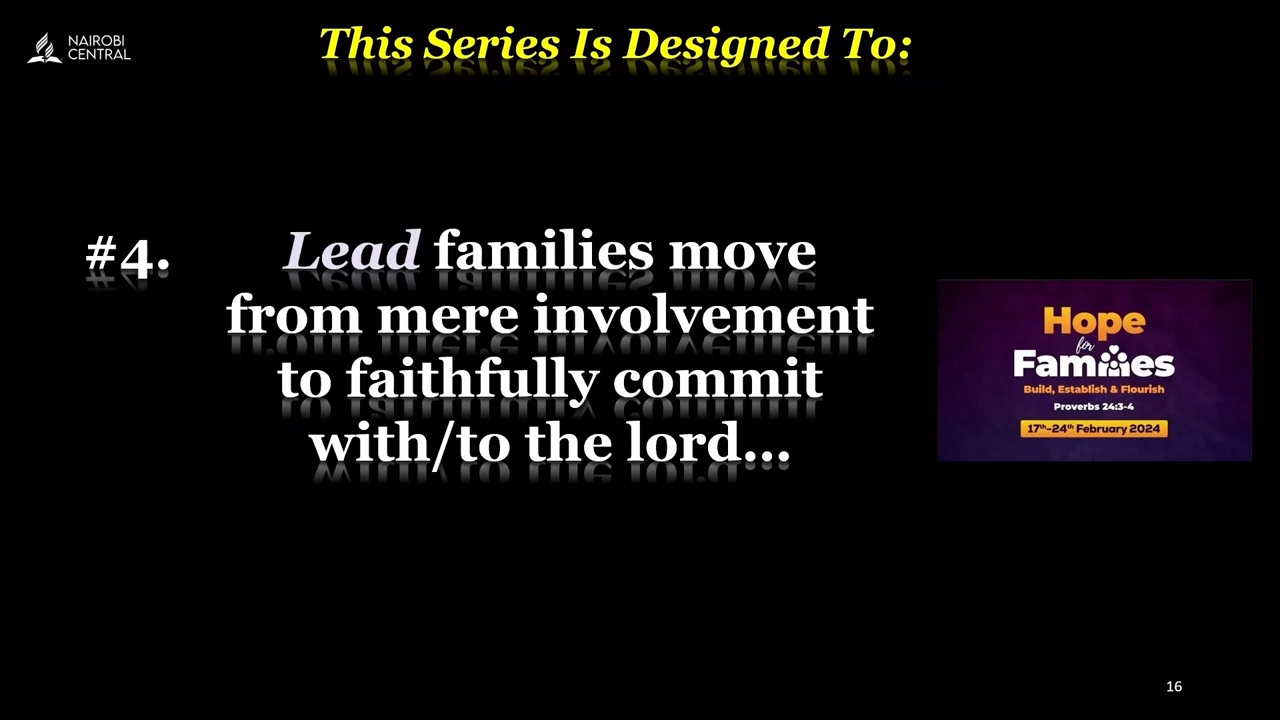 NAIROBI
CENTRAL
This Series Is Designed To:
#4. Lead families move
from mere involvement
to faithfully commit
with/to the lord...
Hope
for
Families
Build, Establish & Flourish
Proverbs 24:3-4
17th-24th February 2024
16